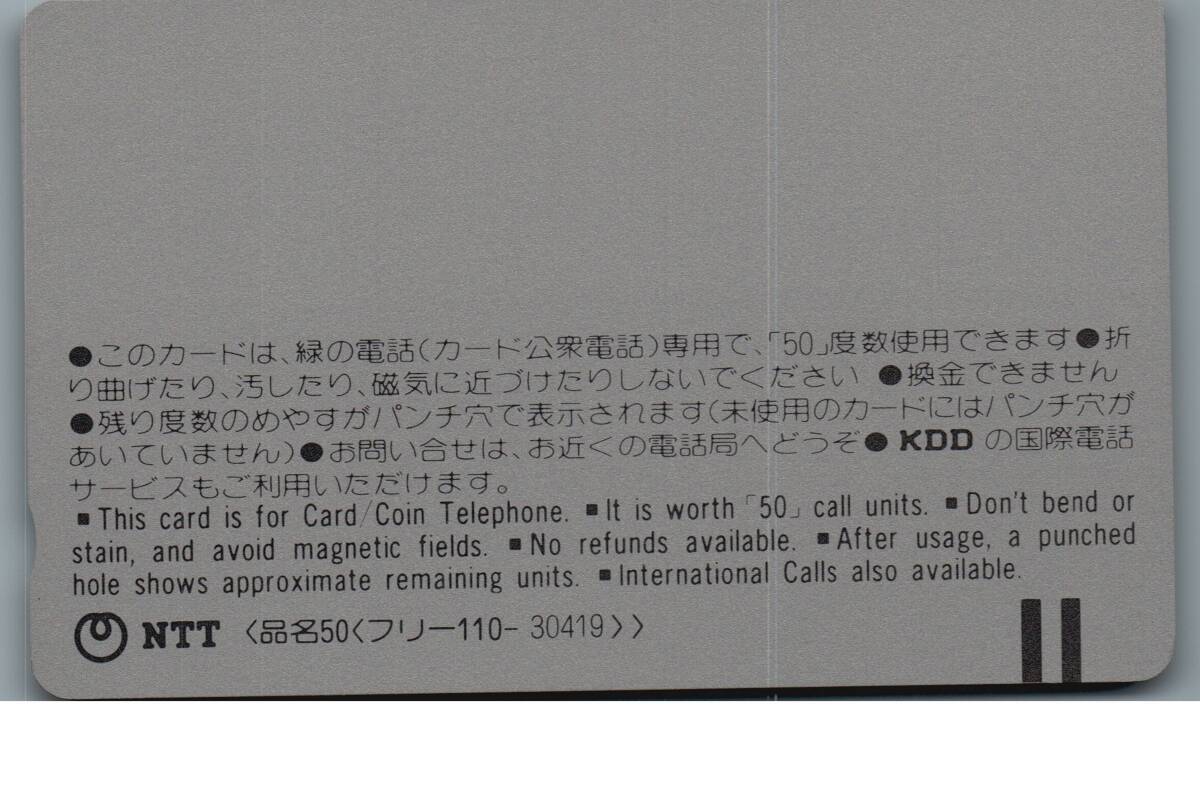 ●このカードは、緑の電話(カード公衆電話)専用で、「50」度数使用できます●折
り曲げたり、汚したり、磁気に近づけたりしないでください ●換金できません
●残り度数のめやすがパンチ穴で表示されます(未使用のカードにはパンチ穴が
あいていません)●お問い合せは、お近くの電話局へどうぞ● KDD の国際電話
サービスもご利用いただけます。
■This card is for Card/Coin Telephone. ■It is worth「50」call units. ■Don't bend or
stain, and avoid magnetic fields. ■No refunds available. ■After usage, a punched
hole shows approximate remaining units. ■International Calls also available.
NTT 〈品名50〈フリー110- 30419〉〉